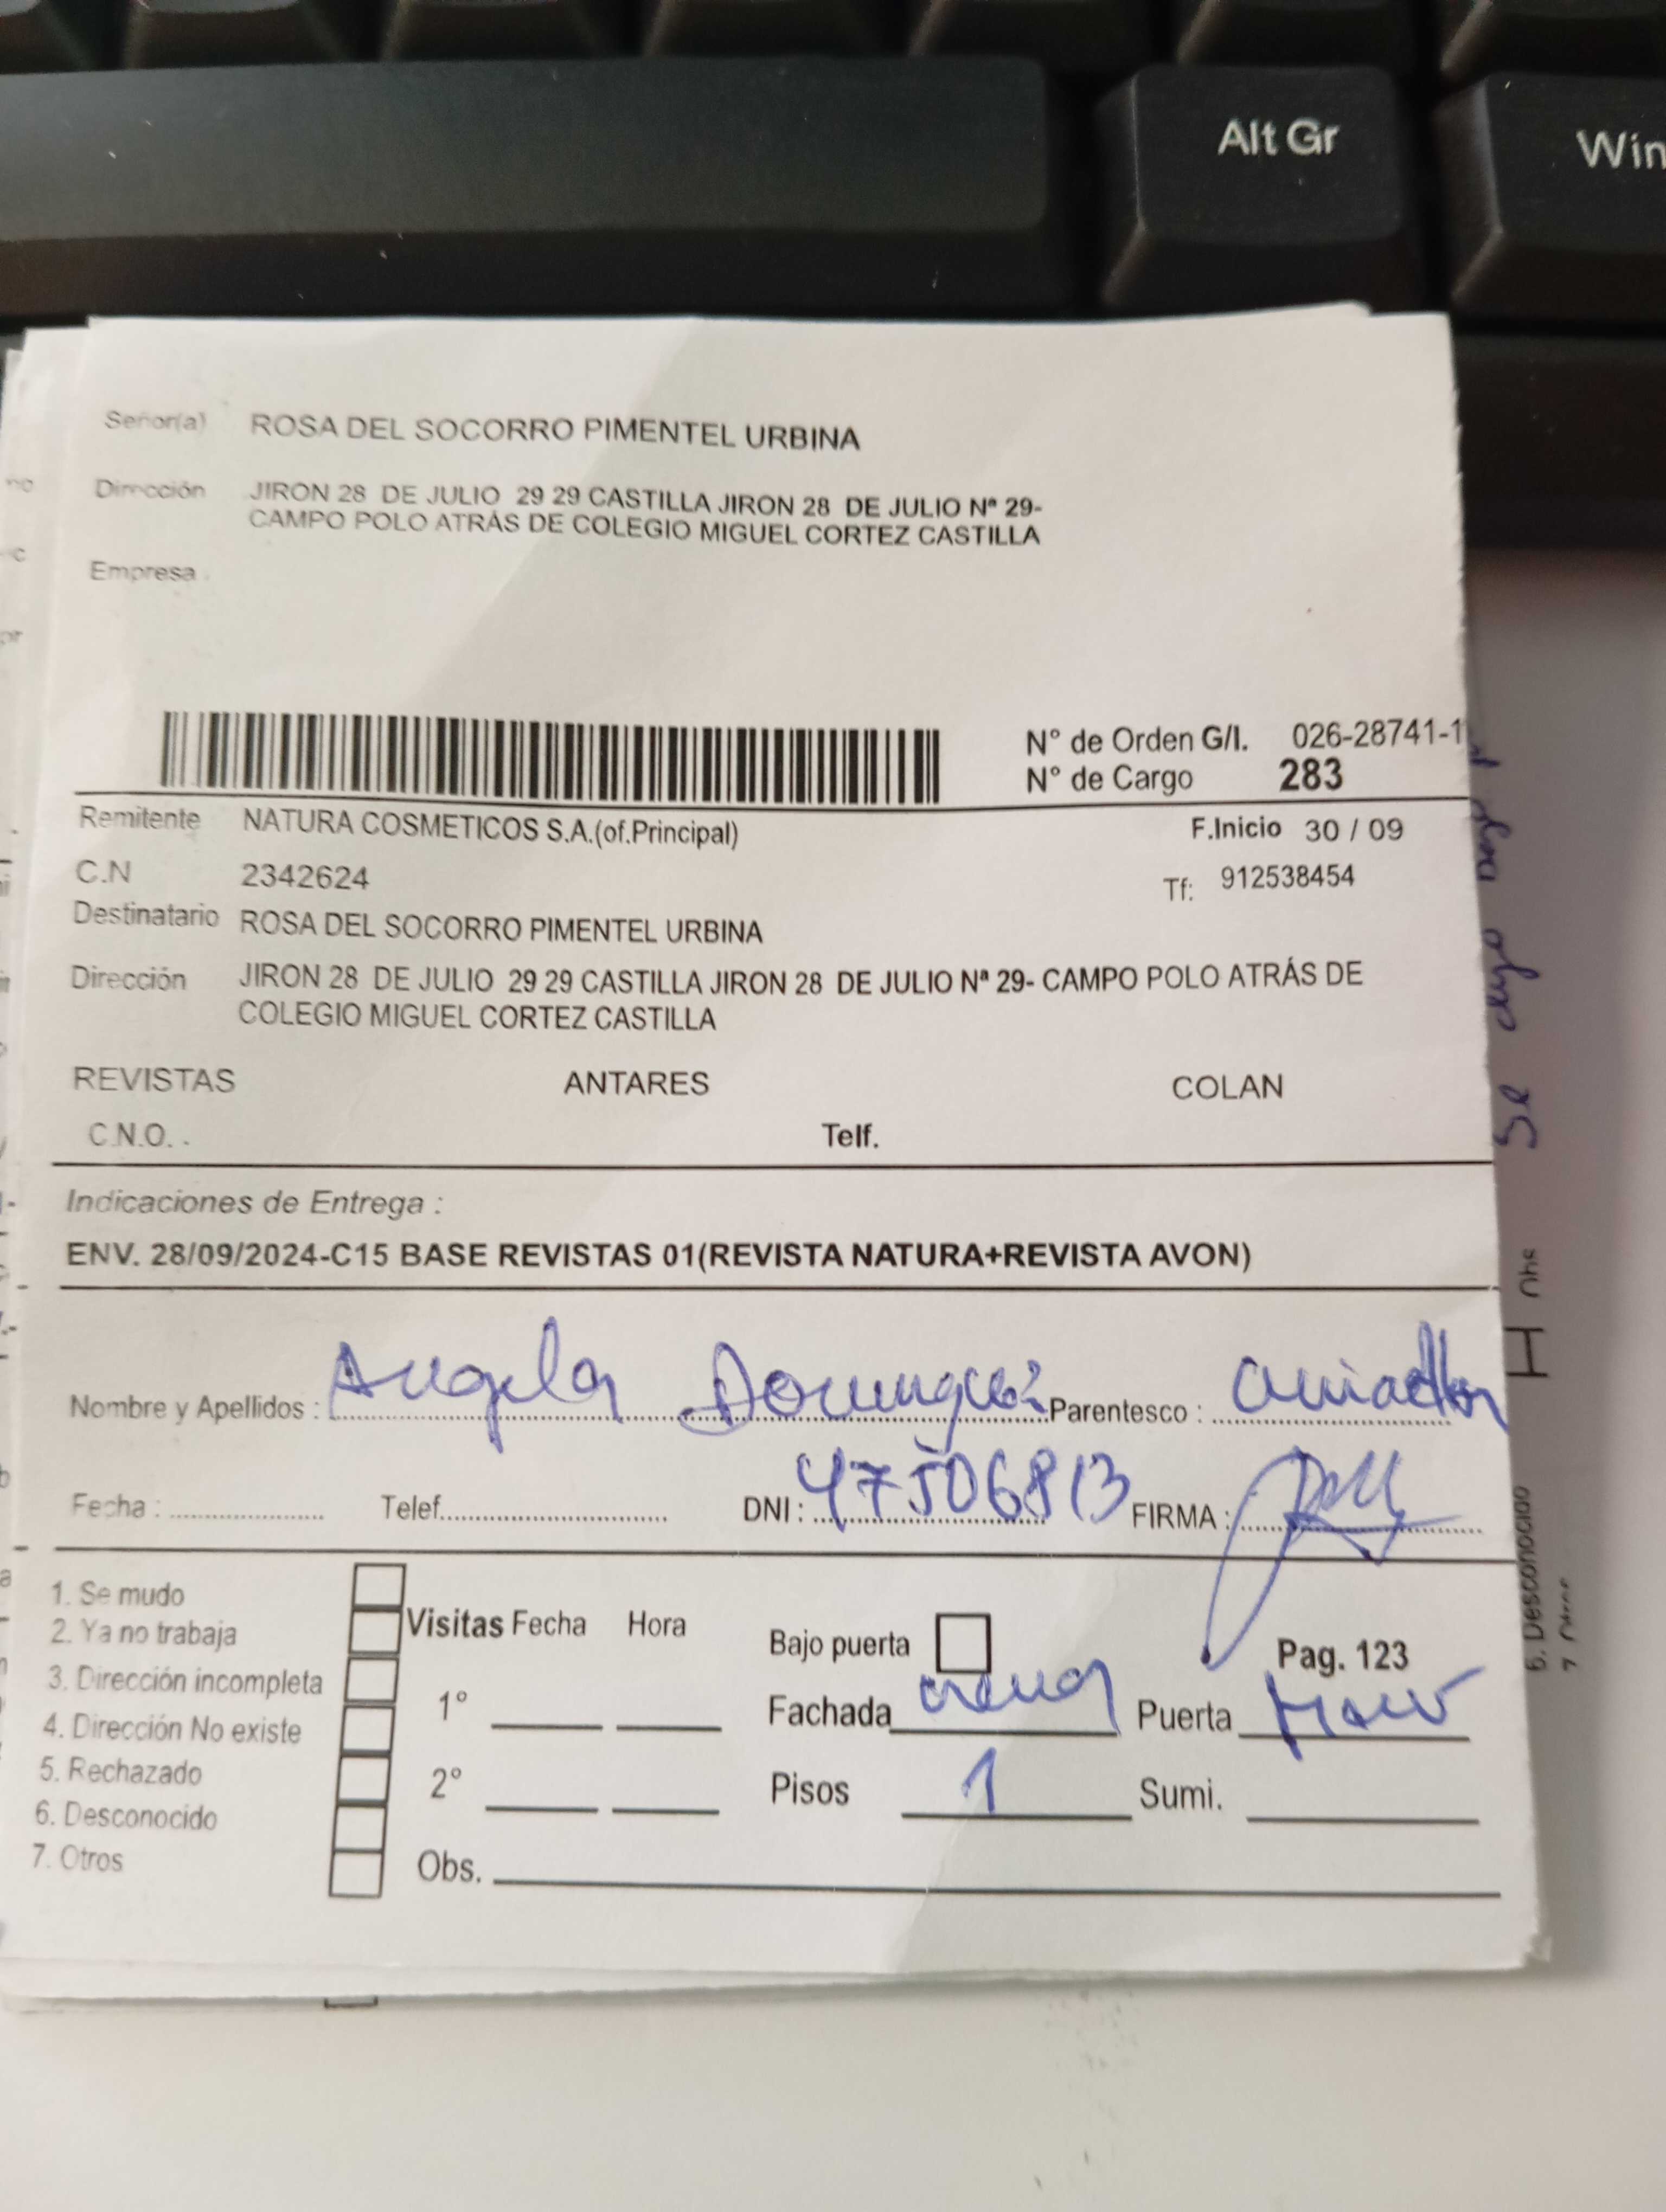 Alt Gr
Win
Señor(a) ROSA DEL SOCORRO PIMENTEL URBINA
Dirección JIRON 28 DE JULIO 29 29 CASTILLA JIRON 28 DE JULIO Nª 29-
CAMPO POLO ATRÁS DE COLEGIO MIGUEL CORTEZ CASTILLA
Empresa
N° de Orden G/I. 026-28741-1
N° de Cargo 283
Remitente NATURA COSMETICOS S.A.(of.Principal) F.Inicio 30 / 09
C.N 2342624 Tf: 912538454
Destinatario ROSA DEL SOCORRO PIMENTEL URBINA
Dirección JIRON 28 DE JULIO 29 29 CASTILLA JIRON 28 DE JULIO Nª 29- CAMPO POLO ATRÁS DE
COLEGIO MIGUEL CORTEZ CASTILLA
REVISTAS ANTARES COLAN
C.N.O. . Telf.
Indicaciones de Entrega :
ENV. 28/09/2024-C15 BASE REVISTAS 01(REVISTA NATURA+REVISTA AVON)
Nombre y Apellidos : Angela Parentesco :
Fecha : Telef. DNI : 47506813 FIRMA :
1. Se mudo
2. Ya no trabaja
3. Dirección incompleta
4. Dirección No existe
5. Rechazado
6. Desconocido
7. Otros
Visitas Fecha Hora
1°
2°
Obs.
Bajo puerta Pag. 123
Fachada Puerta
Pisos 1 Sumi.
Se dejo
6. Desconocido